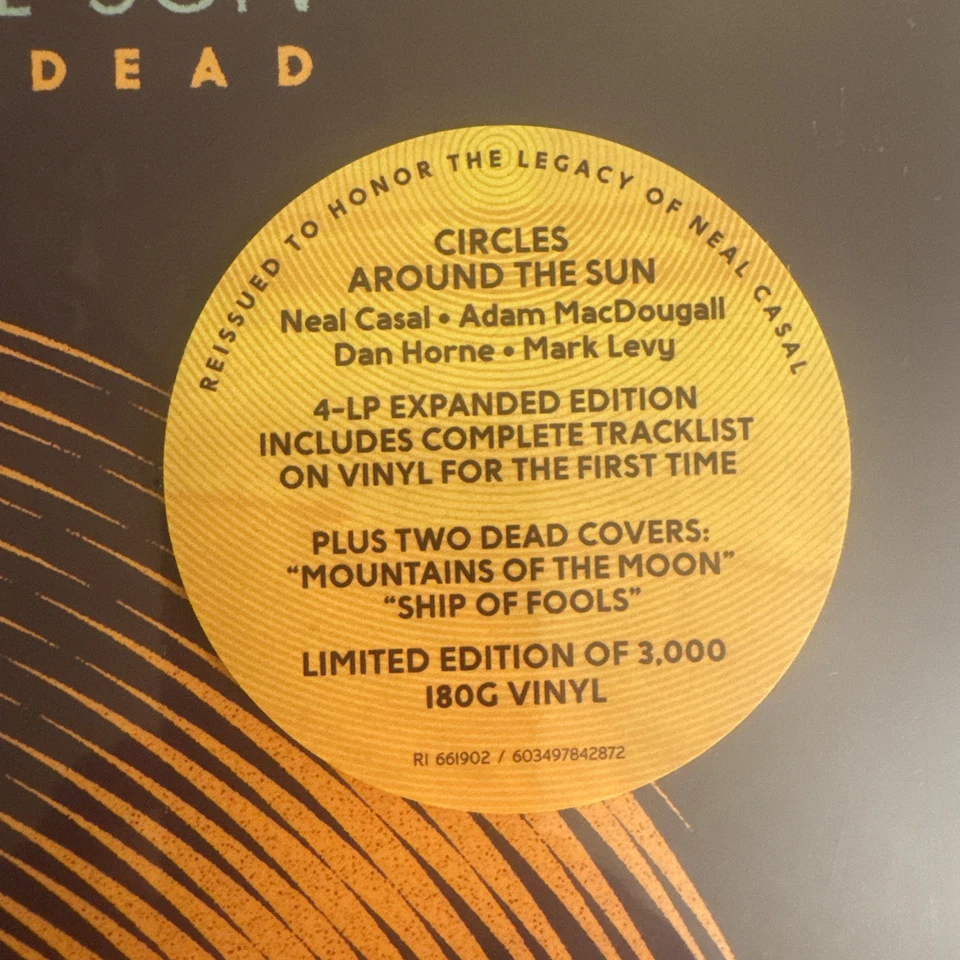 SUN
DEAD
REISSUED TO HONOR THE LEGACY OF NEAL CASAL
CIRCLES
AROUND THE SUN
Neal Casal • Adam MacDougall
Dan Horne • Mark Levy
4-LP EXPANDED EDITION
INCLUDES COMPLETE TRACKLIST
ON VINYL FOR THE FIRST TIME
PLUS TWO DEAD COVERS:
“MOUNTAINS OF THE MOON”
“SHIP OF FOOLS”
LIMITED EDITION OF 3,000
180G VINYL
R1 661902 / 603497842872